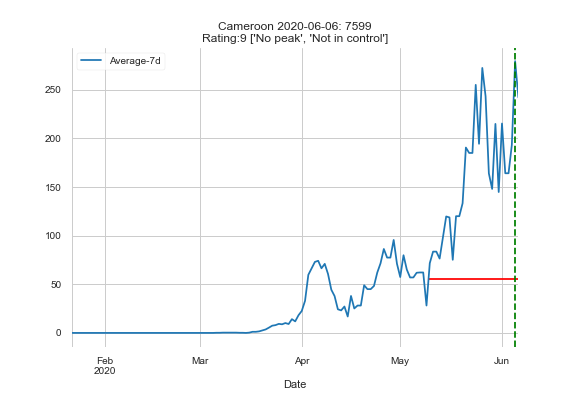 Cameroon 2020-06-06: 7599
Rating:9 ['No peak', 'Not in control']
Average-7d
250
200
150
100
50
0
Feb
2020
Mar
Apr
May
Jun
Date